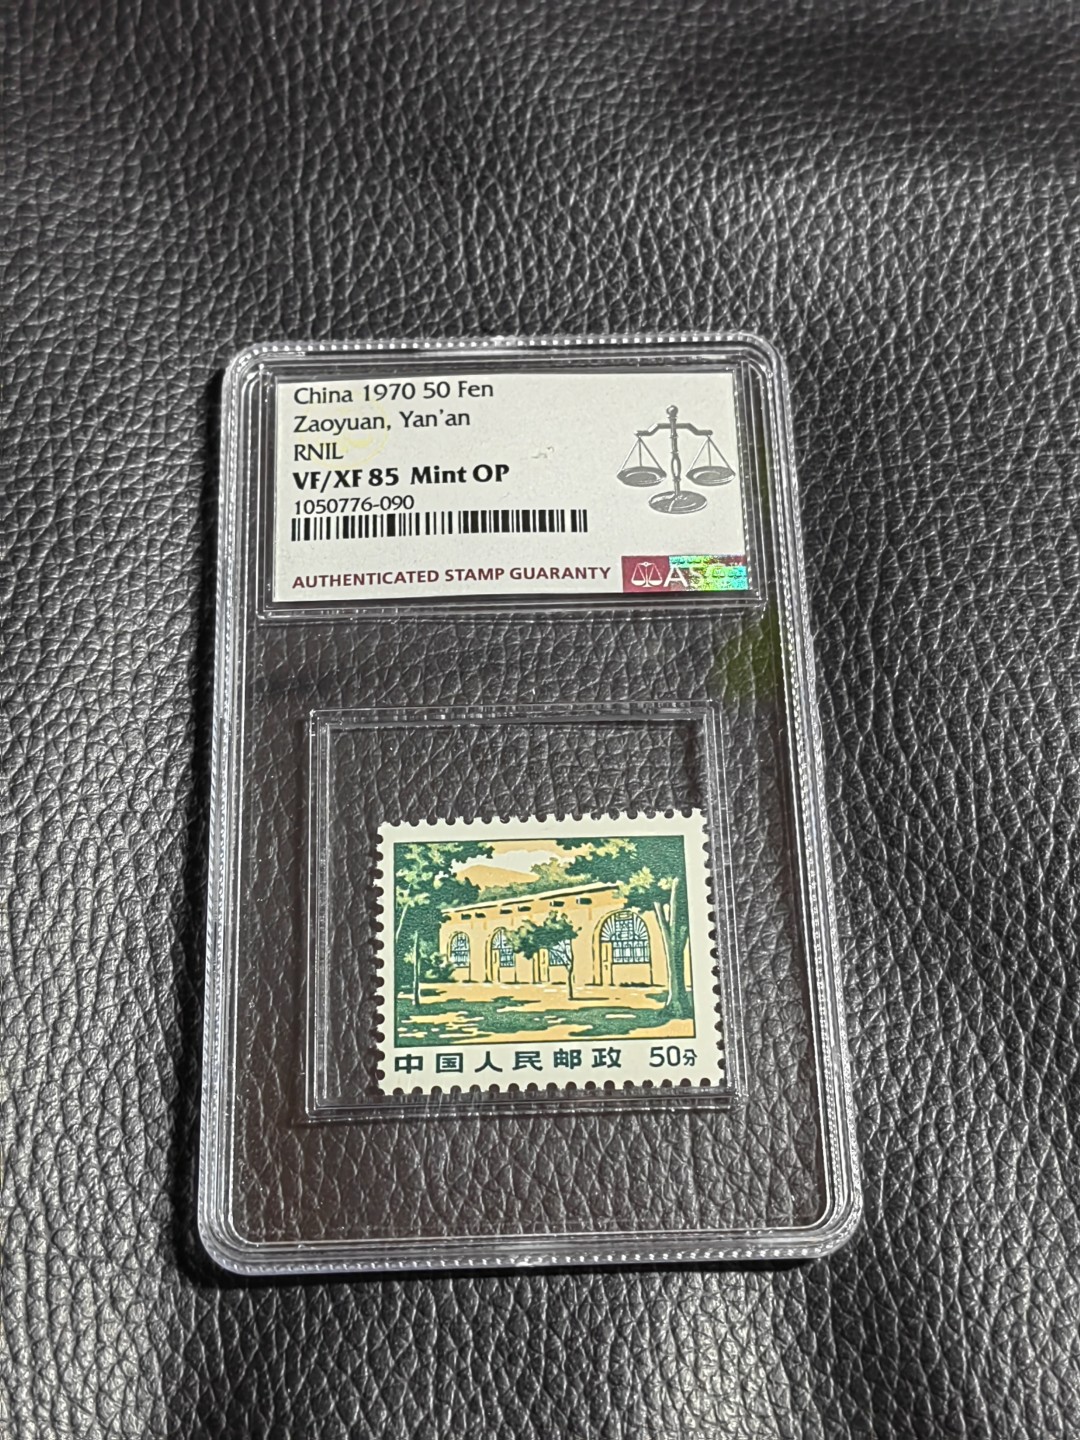 China 1970 50 Fen
Zaoyuan, Yan'an
RNIL
VF/XF 85 Mint OP
1050776-090
AUTHENTICATED STAMP GUARANTY
ASG
中国人民邮政 50分